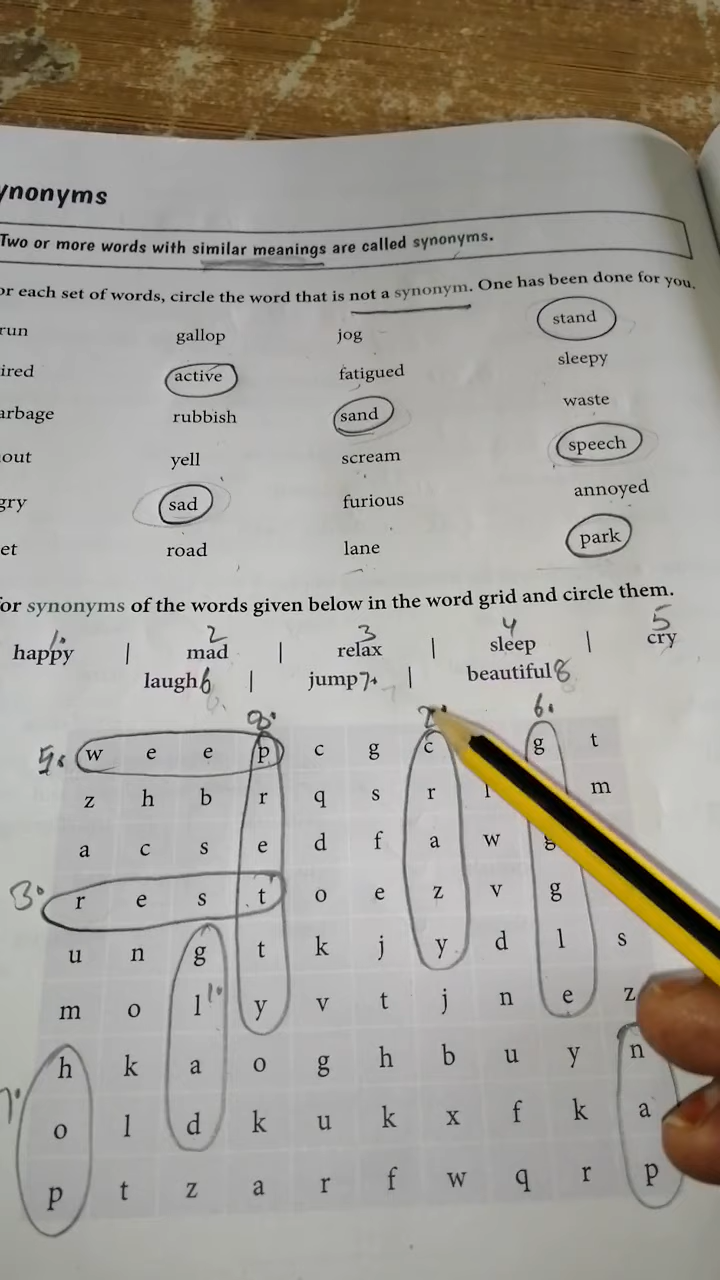 ynonyms
Two or more words with similar meanings are called synonyms.
or each set of words, circle the word that is not a synonym. One has been done for you.
run gallop jog stand
ired active fatigued sleepy
arbage rubbish sand waste
out yell scream speech
gry sad furious annoyed
et road lane park
for synonyms of the words given below in the word grid and circle them.
1. 2 3 4 5
happy | mad | relax | sleep | cry
laugh 6 | jump 7. | beautiful 8
8. 2. 6.
5. w e e p c g c g t
z h b r q s r m
a c s e d f a w g
3. r e s t o e z v g
u n g t k j y d l s
m o l 1. y v t j n e z
h k a o g h b u y n
7. o l d k u k x f k a
p t z a r f w q r p